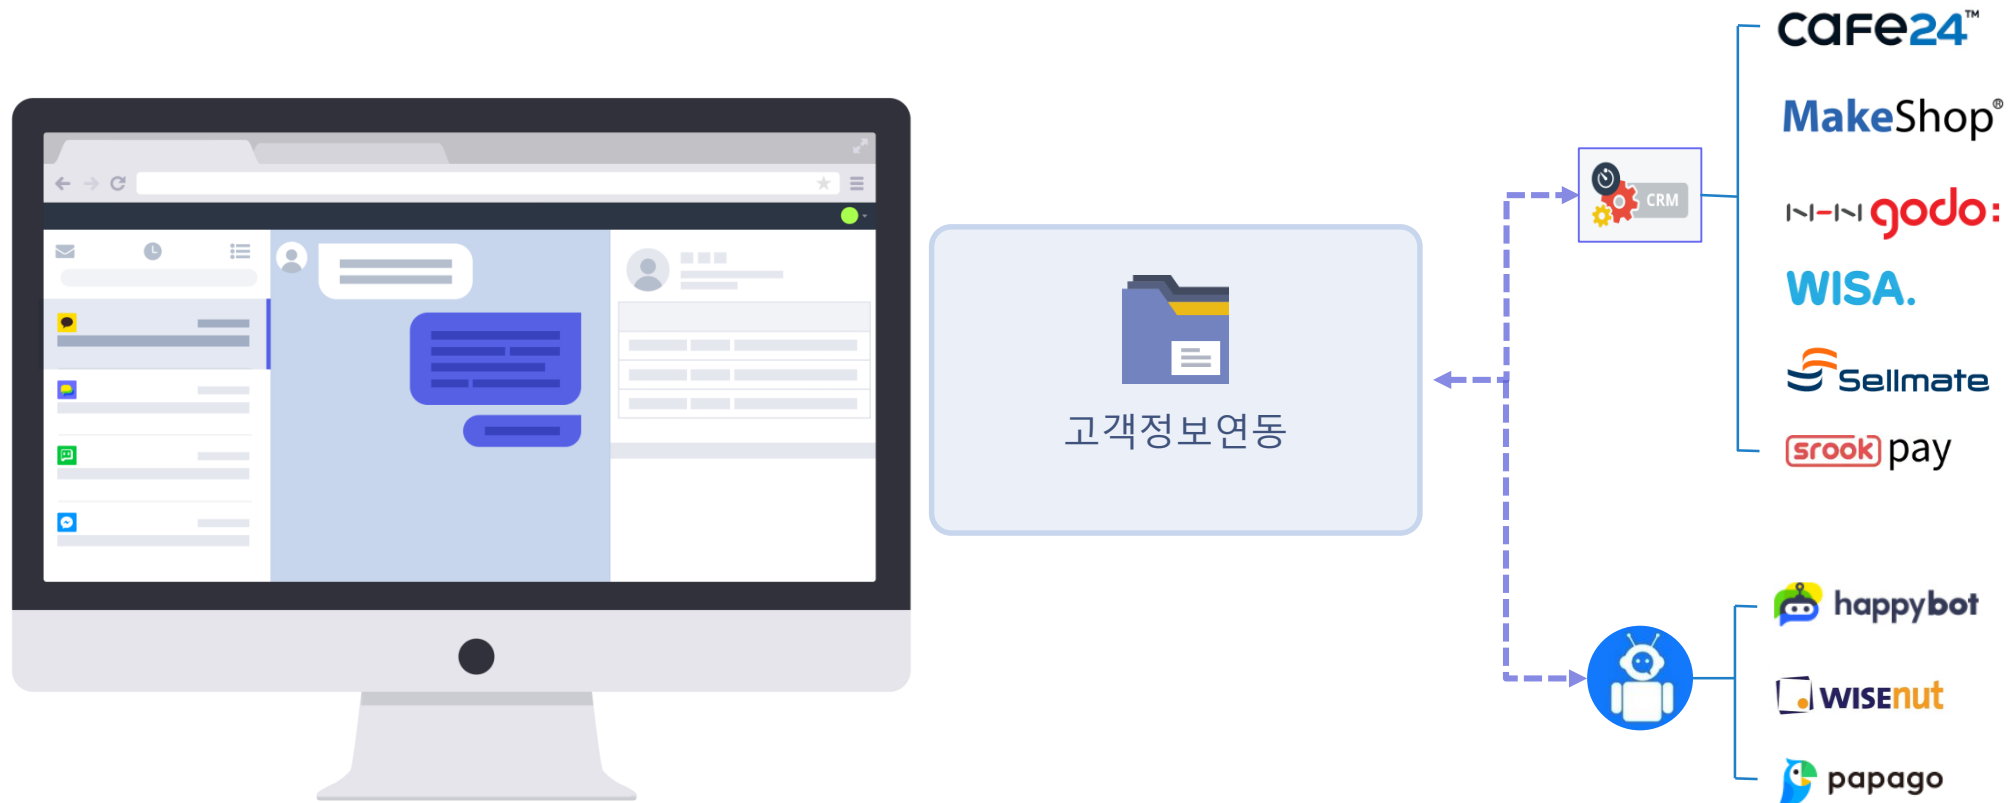 cafe24™
MakeShop®
CRM
NHN godo:
WISA.
Sellmate
고객정보연동
srook pay
happybot
WISEnut
papago